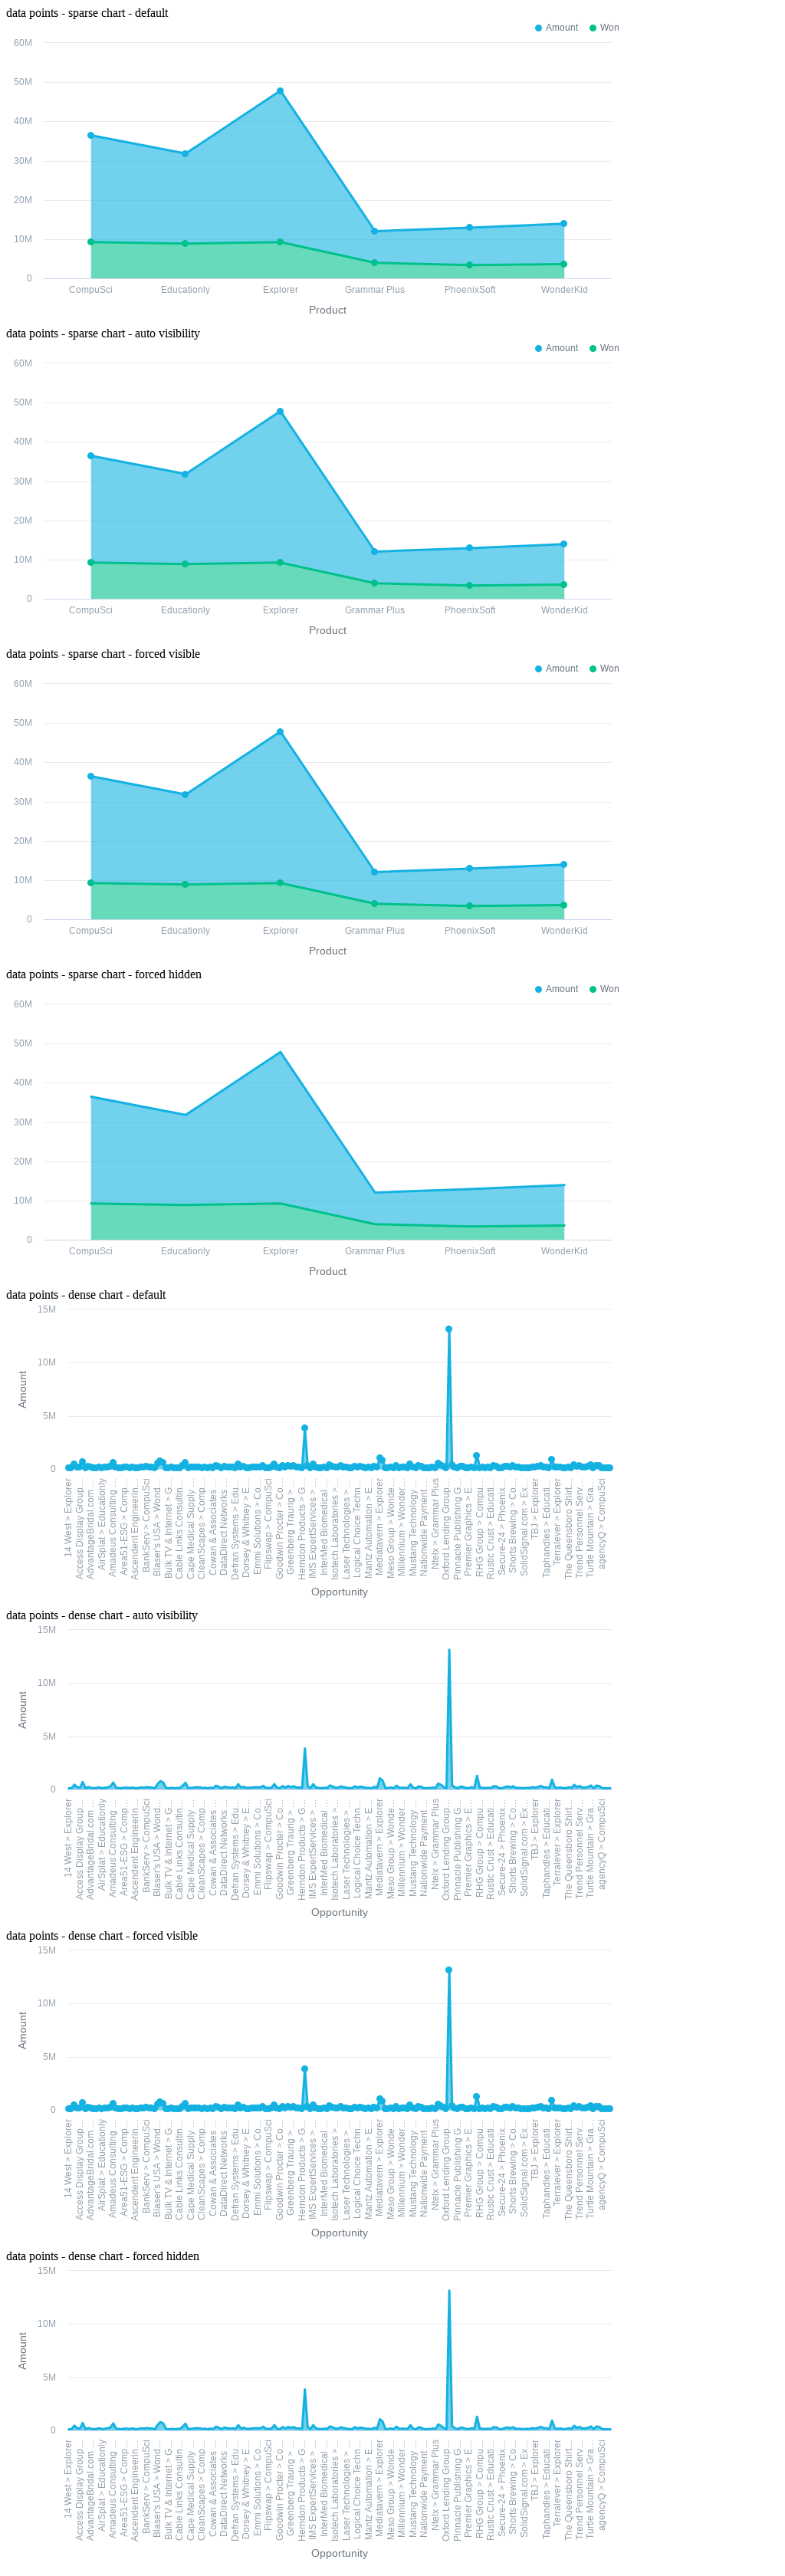 data points - sparse chart - default
Amount Won
60M
50M
40M
30M
20M
10M
0
CompuSci Educationly Explorer Grammar Plus PhoenixSoft WonderKid
Product
data points - sparse chart - auto visibility
Amount Won
60M
50M
40M
30M
20M
10M
0
CompuSci Educationly Explorer Grammar Plus PhoenixSoft WonderKid
Product
data points - sparse chart - forced visible
Amount Won
60M
50M
40M
30M
20M
10M
0
CompuSci Educationly Explorer Grammar Plus PhoenixSoft WonderKid
Product
data points - sparse chart - forced hidden
Amount Won
60M
50M
40M
30M
20M
10M
0
CompuSci Educationly Explorer Grammar Plus PhoenixSoft WonderKid
Product
data points - dense chart - default
15M
10M
5M
0
Amount
14 West > Explorer
Access Display Group…
AdvantageBridal.com …
AirSplat > Educationly
Amadeus Consulting …
Area51-ESG > Comp…
Ascendent Engineerin…
BankServ > CompuSci
Blaser's USA > Wond…
Bulk TV & Internet > G…
Cable Links Consultin…
Cape Medical Supply …
CleanScapes > Comp…
Cowan & Associates …
DataDirect Networks …
Defran Systems > Edu…
Dorsey & Whitney > E…
Emmi Solutions > Co…
Flipswap > CompuSci
Goodwin Procter > Co…
Greenberg Traurig > …
Herndon Products > G…
IMS ExpertServices > …
InterMed Biomedical …
Isotech Laboratories >…
Laser Technologies >…
Logical Choice Techn…
Mantz Automation > E…
Mediatavern > Explorer
Meso Group > Wonde…
Millennium > Wonder…
Mustang Technology …
Nationwide Payment …
Ntelix > Grammar Plus
Oxford Lending Group…
Pinnacle Publishing G…
Premier Graphics > E…
RHG Group > Compu…
Rustic Crust > Educati…
Secure-24 > Phoenix…
Shorts Brewing > Co…
SolidSignal.com > Ex…
TBJ > Explorer
Taphandles > Educati…
Terralever > Explorer
The Queensboro Shirt…
Trend Personnel Serv…
Turtle Mountain > Gra…
agencyQ > CompuSci
Opportunity
data points - dense chart - auto visibility
15M
10M
5M
0
Amount
14 West > Explorer
Access Display Group…
AdvantageBridal.com …
AirSplat > Educationly
Amadeus Consulting …
Area51-ESG > Comp…
Ascendent Engineerin…
BankServ > CompuSci
Blaser's USA > Wond…
Bulk TV & Internet > G…
Cable Links Consultin…
Cape Medical Supply …
CleanScapes > Comp…
Cowan & Associates …
DataDirect Networks …
Defran Systems > Edu…
Dorsey & Whitney > E…
Emmi Solutions > Co…
Flipswap > CompuSci
Goodwin Procter > Co…
Greenberg Traurig > …
Herndon Products > G…
IMS ExpertServices > …
InterMed Biomedical …
Isotech Laboratories >…
Laser Technologies >…
Logical Choice Techn…
Mantz Automation > E…
Mediatavern > Explorer
Meso Group > Wonde…
Millennium > Wonder…
Mustang Technology …
Nationwide Payment …
Ntelix > Grammar Plus
Oxford Lending Group…
Pinnacle Publishing G…
Premier Graphics > E…
RHG Group > Compu…
Rustic Crust > Educati…
Secure-24 > Phoenix…
Shorts Brewing > Co…
SolidSignal.com > Ex…
TBJ > Explorer
Taphandles > Educati…
Terralever > Explorer
The Queensboro Shirt…
Trend Personnel Serv…
Turtle Mountain > Gra…
agencyQ > CompuSci
Opportunity
data points - dense chart - forced visible
15M
10M
5M
0
Amount
14 West > Explorer
Access Display Group…
AdvantageBridal.com …
AirSplat > Educationly
Amadeus Consulting …
Area51-ESG > Comp…
Ascendent Engineerin…
BankServ > CompuSci
Blaser's USA > Wond…
Bulk TV & Internet > G…
Cable Links Consultin…
Cape Medical Supply …
CleanScapes > Comp…
Cowan & Associates …
DataDirect Networks …
Defran Systems > Edu…
Dorsey & Whitney > E…
Emmi Solutions > Co…
Flipswap > CompuSci
Goodwin Procter > Co…
Greenberg Traurig > …
Herndon Products > G…
IMS ExpertServices > …
InterMed Biomedical …
Isotech Laboratories >…
Laser Technologies >…
Logical Choice Techn…
Mantz Automation > E…
Mediatavern > Explorer
Meso Group > Wonde…
Millennium > Wonder…
Mustang Technology …
Nationwide Payment …
Ntelix > Grammar Plus
Oxford Lending Group…
Pinnacle Publishing G…
Premier Graphics > E…
RHG Group > Compu…
Rustic Crust > Educati…
Secure-24 > Phoenix…
Shorts Brewing > Co…
SolidSignal.com > Ex…
TBJ > Explorer
Taphandles > Educati…
Terralever > Explorer
The Queensboro Shirt…
Trend Personnel Serv…
Turtle Mountain > Gra…
agencyQ > CompuSci
Opportunity
data points - dense chart - forced hidden
15M
10M
5M
0
Amount
14 West > Explorer
Access Display Group…
AdvantageBridal.com …
AirSplat > Educationly
Amadeus Consulting …
Area51-ESG > Comp…
Ascendent Engineerin…
BankServ > CompuSci
Blaser's USA > Wond…
Bulk TV & Internet > G…
Cable Links Consultin…
Cape Medical Supply …
CleanScapes > Comp…
Cowan & Associates …
DataDirect Networks …
Defran Systems > Edu…
Dorsey & Whitney > E…
Emmi Solutions > Co…
Flipswap > CompuSci
Goodwin Procter > Co…
Greenberg Traurig > …
Herndon Products > G…
IMS ExpertServices > …
InterMed Biomedical …
Isotech Laboratories >…
Laser Technologies >…
Logical Choice Techn…
Mantz Automation > E…
Mediatavern > Explorer
Meso Group > Wonde…
Millennium > Wonder…
Mustang Technology …
Nationwide Payment …
Ntelix > Grammar Plus
Oxford Lending Group…
Pinnacle Publishing G…
Premier Graphics > E…
RHG Group > Compu…
Rustic Crust > Educati…
Secure-24 > Phoenix…
Shorts Brewing > Co…
SolidSignal.com > Ex…
TBJ > Explorer
Taphandles > Educati…
Terralever > Explorer
The Queensboro Shirt…
Trend Personnel Serv…
Turtle Mountain > Gra…
agencyQ > CompuSci
Opportunity